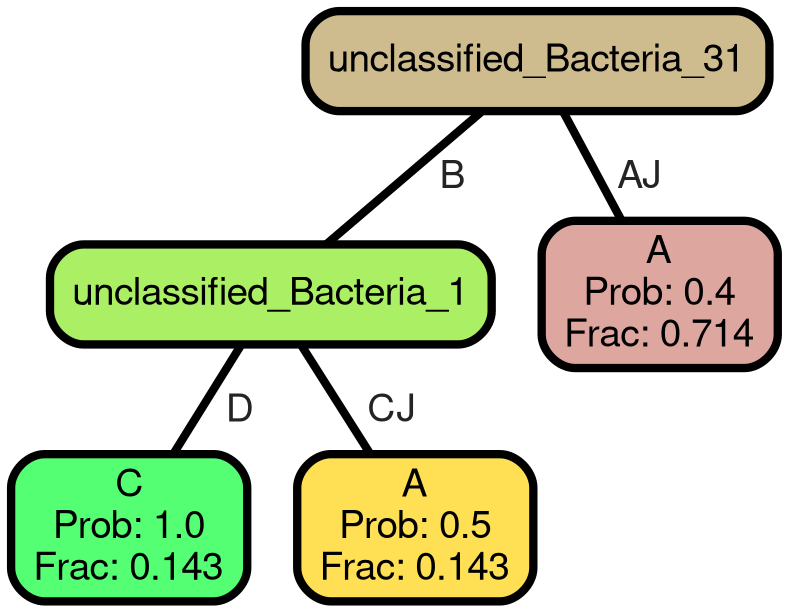 unclassified_Bacteria_31
B
AJ
unclassified_Bacteria_1
A
Prob: 0.4
Frac: 0.714
D
CJ
C
Prob: 1.0
Frac: 0.143
A
Prob: 0.5
Frac: 0.143